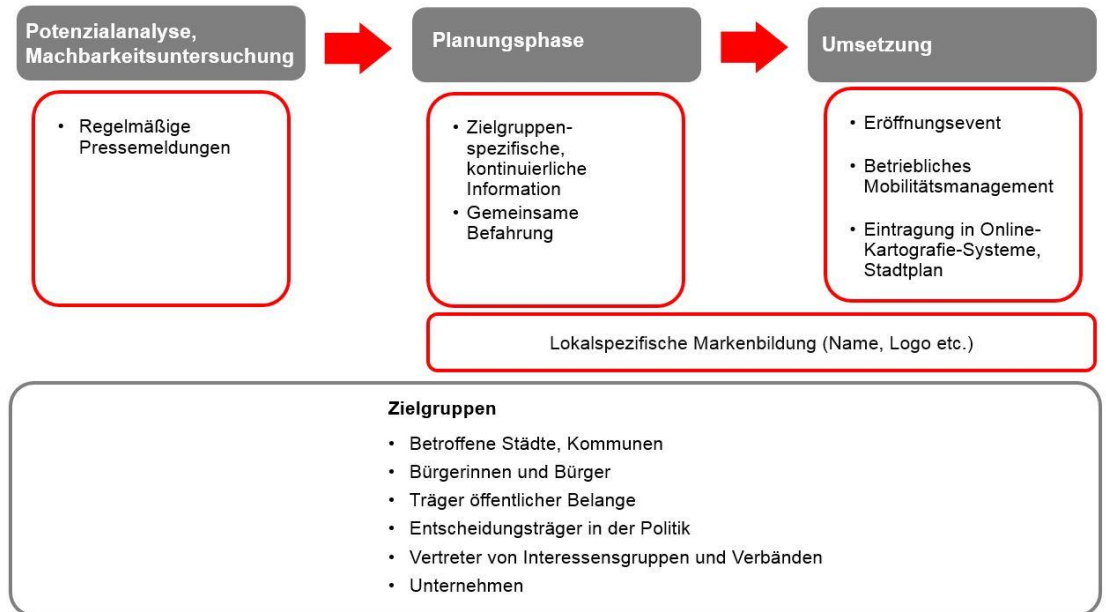 Potenzialanalyse,
Machbarkeitsuntersuchung
Planungsphase
Umsetzung
• Regelmäßige
Pressemeldungen
• Zielgruppen-
spezifische,
kontinuierliche
Information
• Gemeinsame
Befahrung
• Eröffnungsevent
• Betriebliches
Mobilitätsmanagement
• Eintragung in Online-
Kartografie-Systeme,
Stadtplan
Lokalspezifische Markenbildung (Name, Logo etc.)
Zielgruppen
• Betroffene Städte, Kommunen
• Bürgerinnen und Bürger
• Träger öffentlicher Belange
• Entscheidungsträger in der Politik
• Vertreter von Interessensgruppen und Verbänden
• Unternehmen